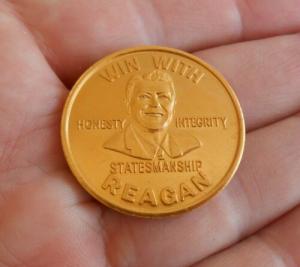 WIN WITH
HONESTY INTEGRITY
STATESMANSHIP
REAGAN